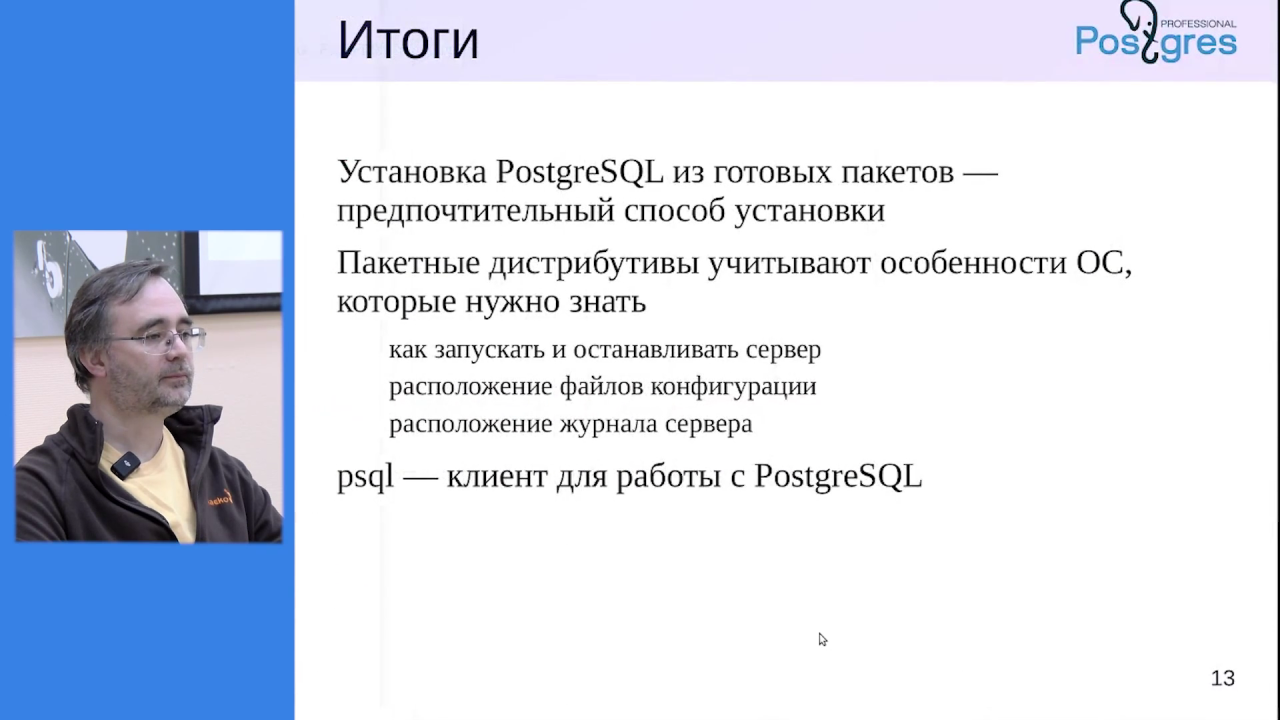 Итоги
PROFESSIONAL
Postgres
Установка PostgreSQL из готовых пакетов —
предпочтительный способ установки
Пакетные дистрибутивы учитывают особенности ОС,
которые нужно знать
как запускать и останавливать сервер
расположение файлов конфигурации
расположение журнала сервера
psql — клиент для работы с PostgreSQL
13